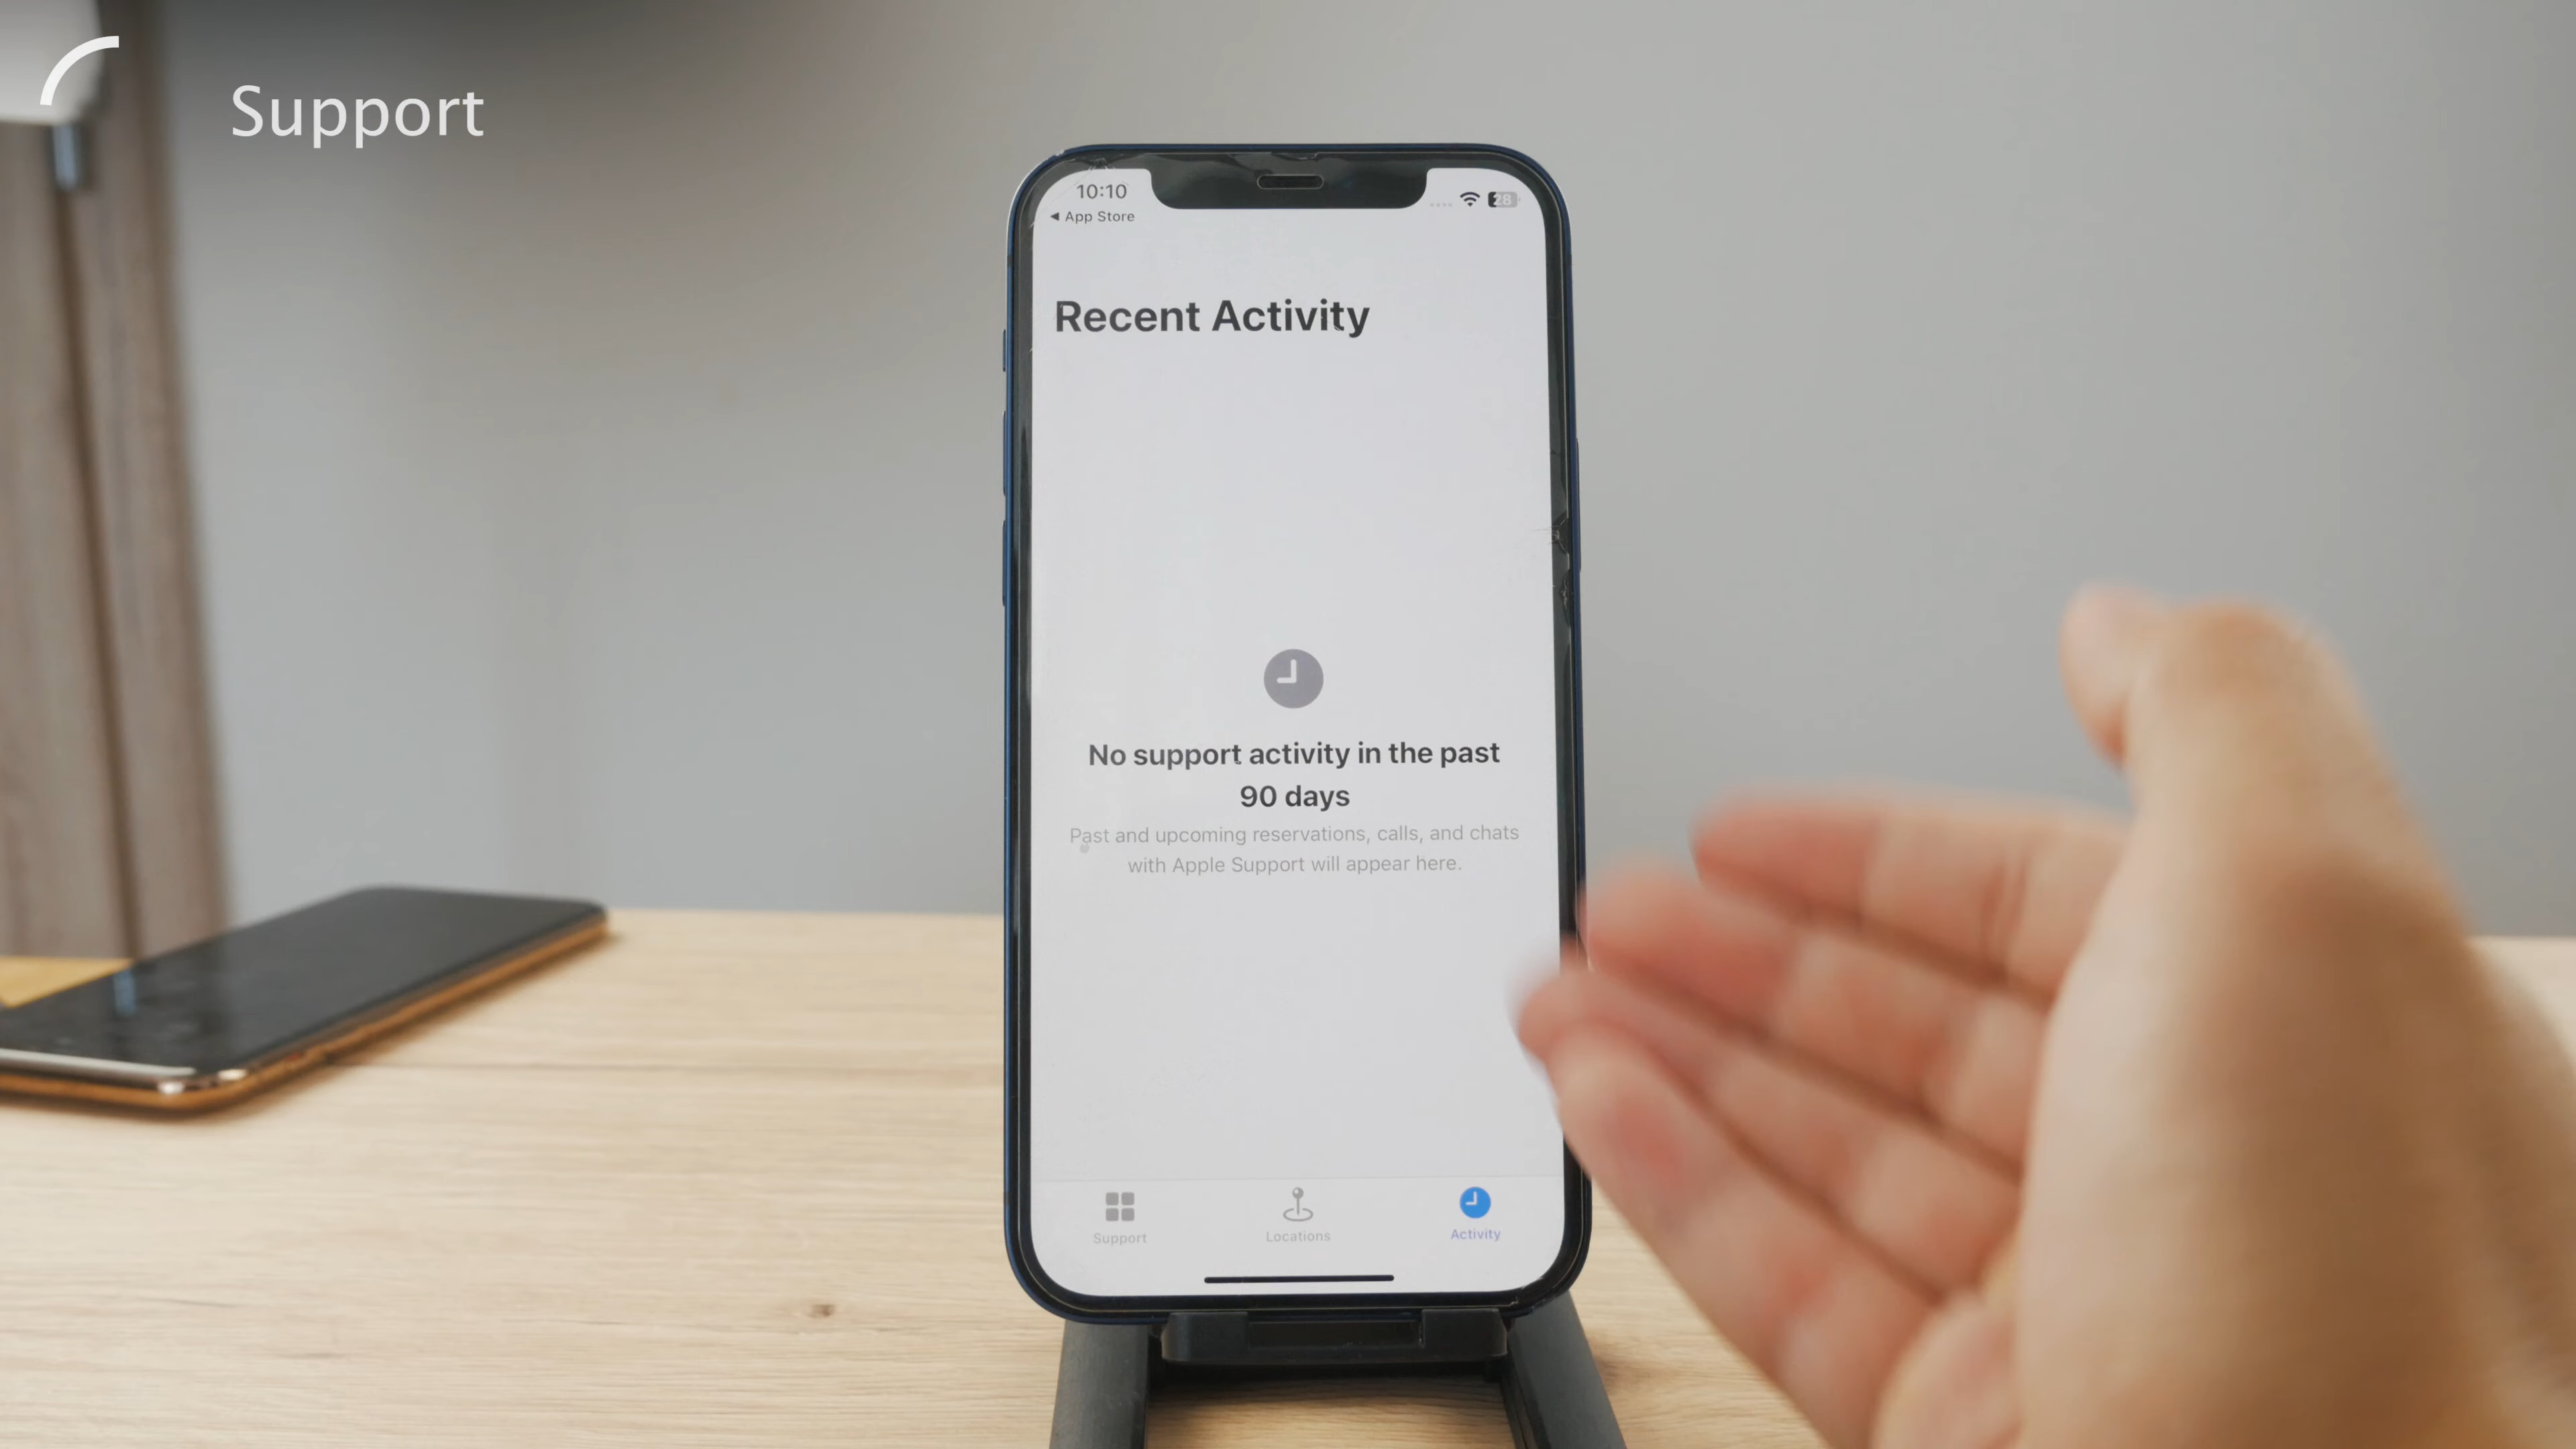 Support
10:10
28
◀ App Store
Recent Activity
No support activity in the past
90 days
Past and upcoming reservations, calls, and chats
with Apple Support will appear here.
Support
Locations
Activity